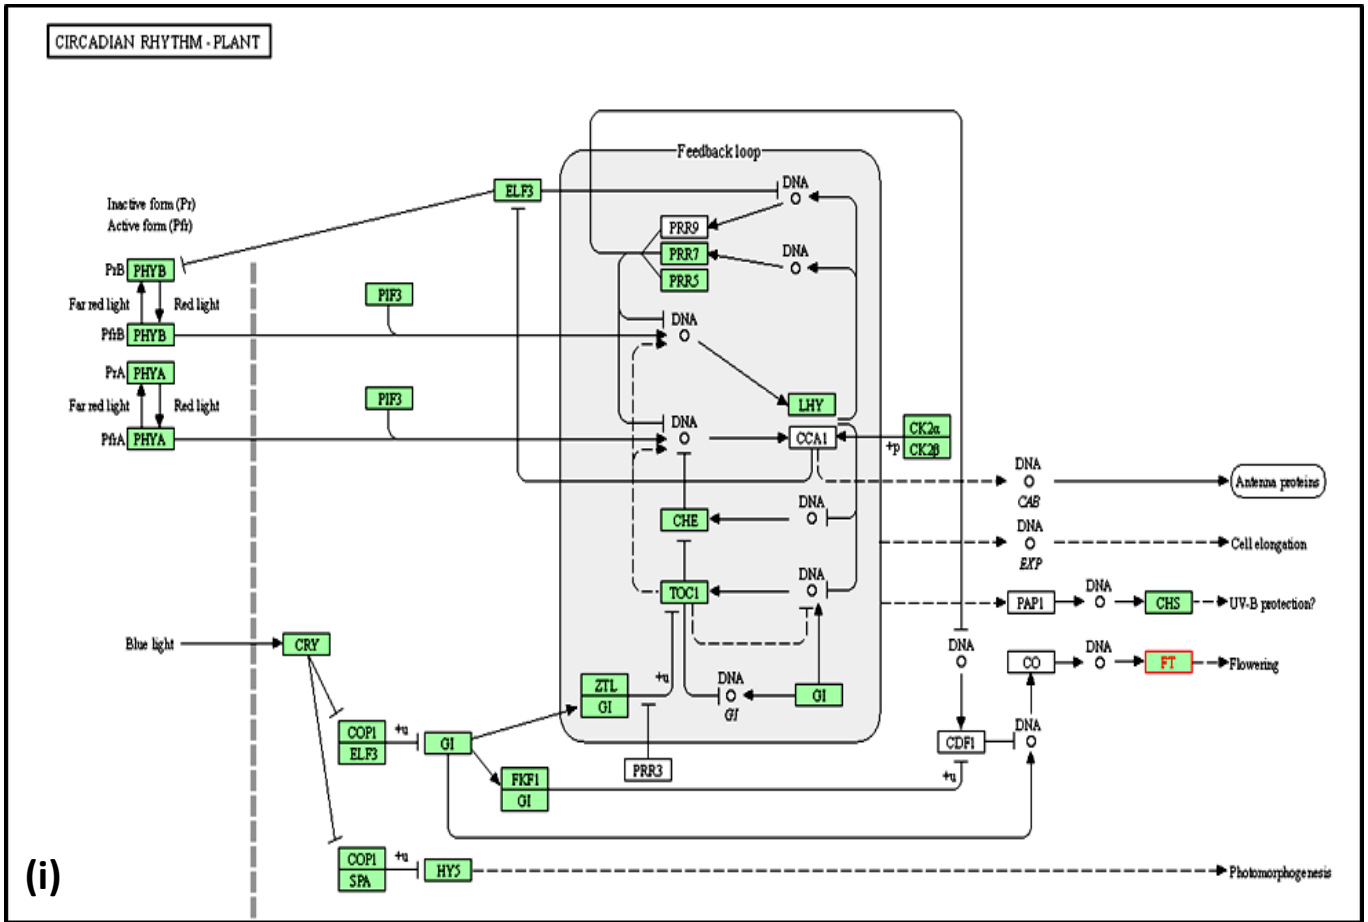 CIRCADIAN RHYTHM - PLANT
Feedback loop
ELF3
DNA
Inactive form (Pr)
Active form (Pfr)
PRR9
PRR7
DNA
PRR5
PrB PHYB
Far red light Red light
PIF3
PfrB PHYB
DNA
PrA PHYA
Far red light Red light
PIF3
LHY
PfrA PHYA
DNA
CCA1
CK2α
+p CK2β
DNA
CAB
Antenna proteins
CHE
DNA
DNA
EXP
Cell elongation
TOC1
DNA
PAP1
DNA
CHS
UV-B protection?
Blue light
CRY
DNA
CO
DNA
FT
Flowering
ZTL
GI
+u
DNA
GI
GI
COP1
ELF3
+u
GI
CDF1
DNA
PRR3
FKF1
GI
+u
COP1
SPA
+u
HY5
Photomorphogenesis
(i)